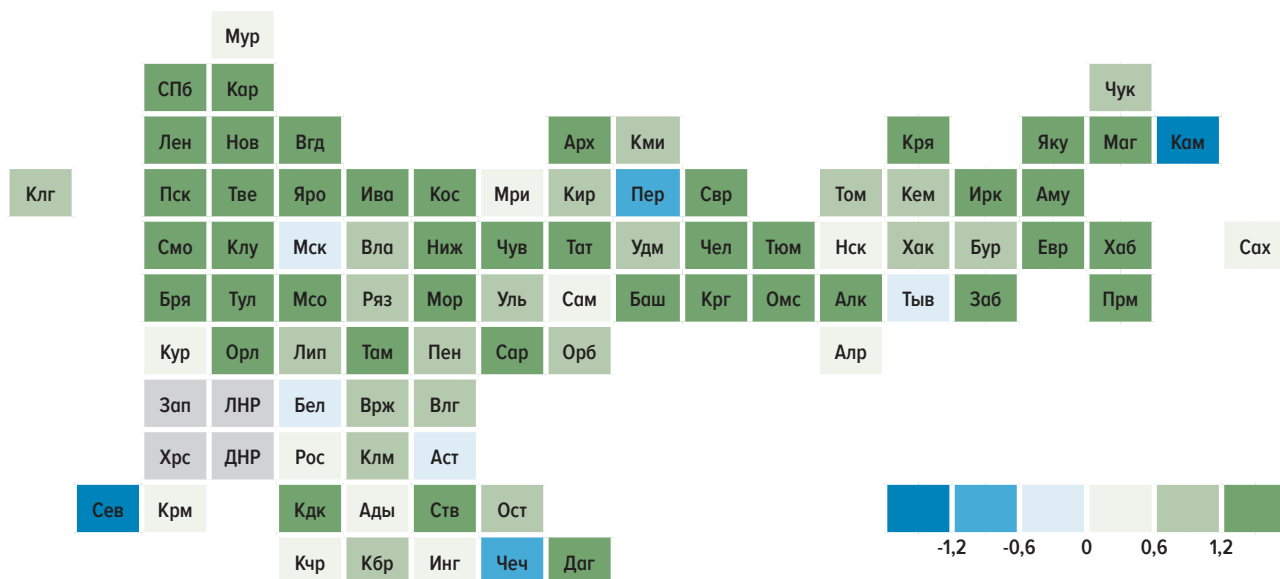 Мур
СПб Кар Чук
Лен Нов Вгд Арх Кми Кря Яку Маг Кам
Клг Пск Тве Яро Ива Кос Мри Кир Пер Свр Том Кем Ирк Аму
Смо Клу Мск Вла Ниж Чув Тат Удм Чел Тюм Нск Хак Бур Евр Хаб Сах
Бря Тул Мсо Ряз Мор Уль Сам Баш Крг Омс Алк Тыв Заб Прм
Кур Орл Лип Там Пен Сар Орб Алр
Зап ЛНР Бел Врж Влг
Хрс ДНР Рос Клм Аст
Сев Крм Кдк Ады Ств Ост
-1,2 -0,6 0 0,6 1,2
Кчр Кбр Инг Чеч Даг